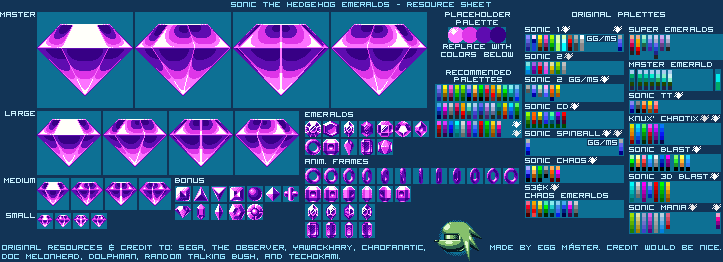 SONIC THE HEDGEHOG EMERALDS - RESOURCE SHEET
MASTER
PLACEHOLDER
PALETTE
REPLACE WITH
COLORS BELOW
RECOMMENDED
PALETTES
ORIGINAL PALETTES
SONIC 1
GG/MS
SONIC 2
SONIC 2 GG/MS
SONIC CD
SONIC SPINBALL
GG/MS
SONIC CHAOS
S3&K
CHAOS EMERALDS
SUPER EMERALDS
MASTER EMERALD
SONIC TT
KNUX' CHAOTIX
SONIC BLAST
SONIC 3D BLAST
SONIC MANIA
LARGE
EMERALDS
ANIM. FRAMES
MEDIUM
BONUS
SMALL
ORIGINAL RESOURCES & CREDIT TO: SEGA, THE OBSERVER, YAWACKHARY, CHAOFANATIC,
DOC MELONHEAD, DOLPHMAN, RANDOM TALKING BUSH, AND TECHOKAMI.
MADE BY EGG MÁSTER. CREDIT WOULD BE NICE.